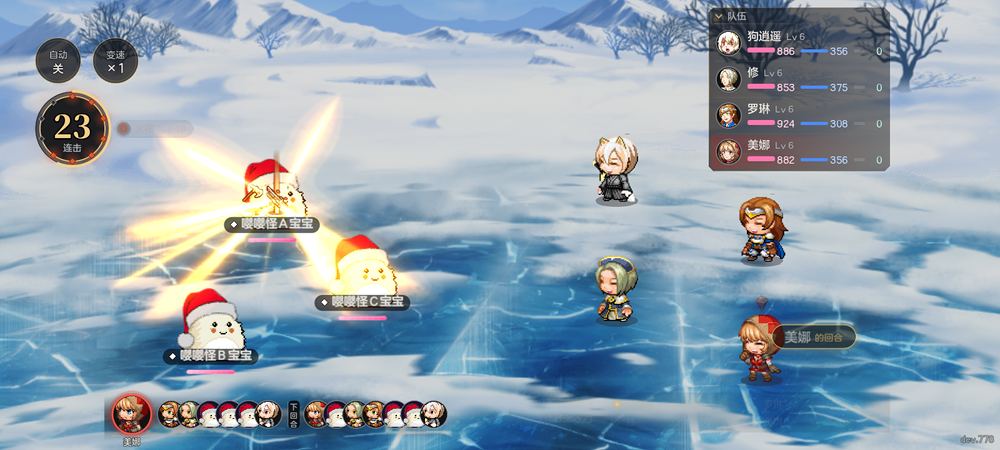 自动
关
变速
×1
23
连击
队伍
狗逍遥 Lv 6
886 356 0
修 Lv 6
853 375 0
罗琳 Lv 6
924 308 0
美娜 Lv 6
882 356 0
嘤嘤怪A宝宝
嘤嘤怪C宝宝
嘤嘤怪B宝宝
美娜 的回合
下回合
美娜
dev.770